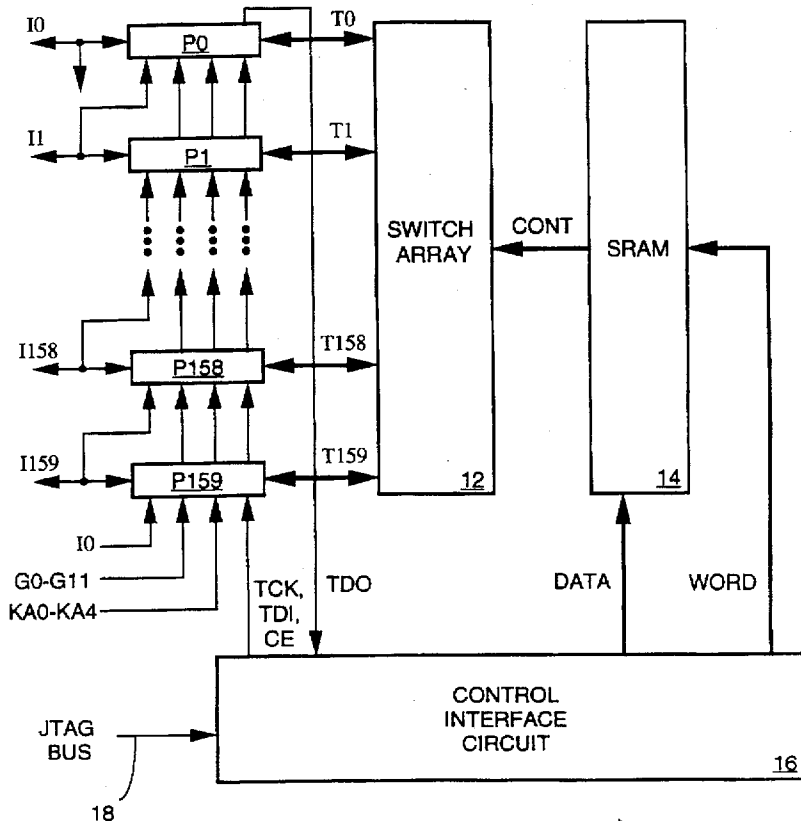 I0
P0
T0
I1
P1
T1
SWITCH
ARRAY
CONT
SRAM
I158
P158
T158
I159
P159
T159
12
14
I0
G0-G11
KA0-KA4
TCK,
TDI,
CE
TDO
DATA
WORD
JTAG
BUS
CONTROL
INTERFACE
CIRCUIT
16
18